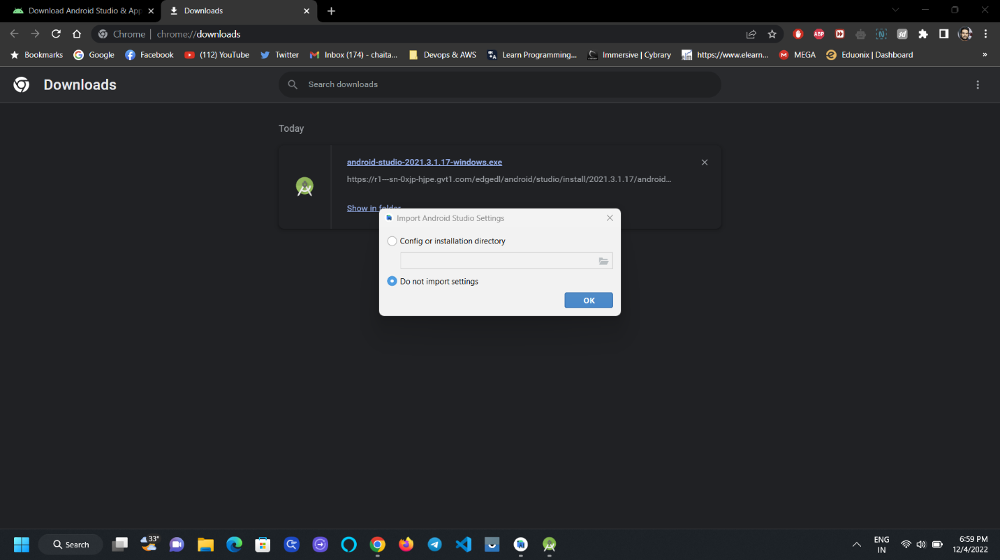 Download Android Studio & App
Downloads
Chrome | chrome://downloads
ABP
N
sd
Bookmarks
Google
Facebook
(112) YouTube
Twitter
Inbox (174) - chaita...
Devops & AWS
Learn Programming...
Immersive | Cybrary
https://www.elearn...
MEGA
Eduonix | Dashboard
»
Downloads
Search downloads
Today
android-studio-2021.3.1.17-windows.exe
https://r1---sn-0xjp-hjpe.gvt1.com/edgedl/android/studio/install/2021.3.1.17/android...
Show in folder
Import Android Studio Settings
Config or installation directory
Do not import settings
OK
Search
33°
ENG
IN
6:59 PM
12/4/2022